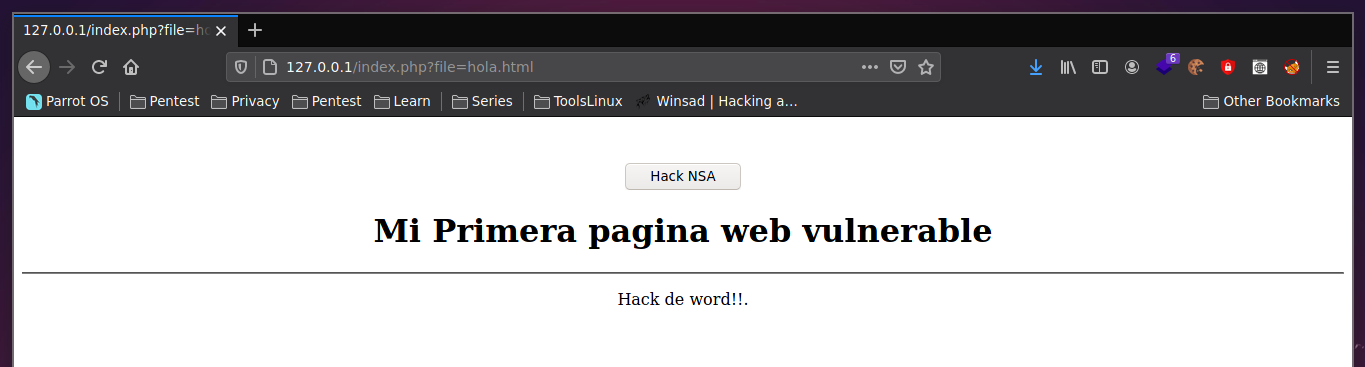 127.0.0.1/index.php?file=ho
127.0.0.1/index.php?file=hola.html
6
Parrot OS Pentest Privacy Pentest Learn Series ToolsLinux Winsad | Hacking a... Other Bookmarks
Hack NSA
Mi Primera pagina web vulnerable
Hack de word!!.